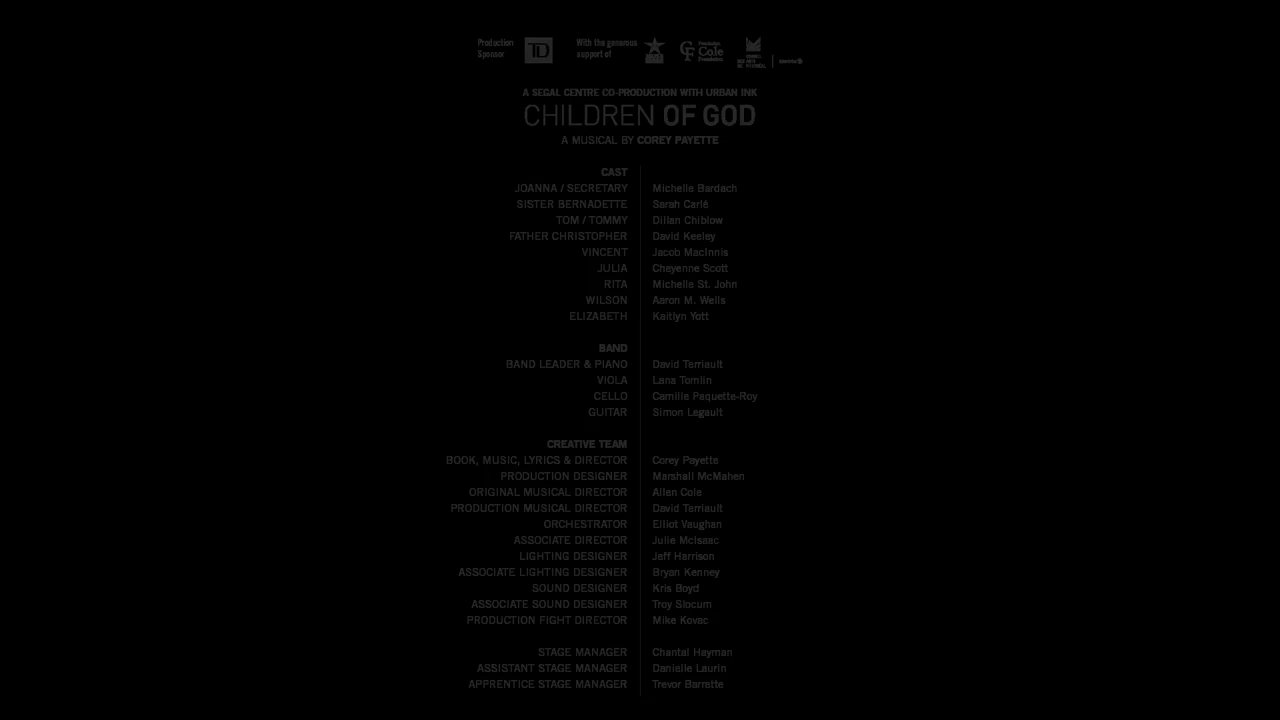 Production Sponsor
TD
With the generous support of
Fondation Cole Foundation
A SEGAL CENTRE CO-PRODUCTION WITH URBAN INK
CHILDREN OF GOD
A MUSICAL BY COREY PAYETTE
CAST
JOANNA / SECRETARY Michelle Bardach
SISTER BERNADETTE Sarah Carlé
TOM / TOMMY Dillan Chiblow
FATHER CHRISTOPHER David Keeley
VINCENT Jacob MacInnis
JULIA Cheyenne Scott
RITA Michelle St. John
WILSON Aaron M. Wells
ELIZABETH Kaitlyn Yott
BAND
BAND LEADER & PIANO David Terriault
VIOLA Lana Tomlin
CELLO Camille Paquette-Roy
GUITAR Simon Legault
CREATIVE TEAM
BOOK, MUSIC, LYRICS & DIRECTOR Corey Payette
PRODUCTION DESIGNER Marshall McMahen
ORIGINAL MUSICAL DIRECTOR Allen Cole
PRODUCTION MUSICAL DIRECTOR David Terriault
ORCHESTRATOR Elliot Vaughan
ASSOCIATE DIRECTOR Julie McIsaac
LIGHTING DESIGNER Jeff Harrison
ASSOCIATE LIGHTING DESIGNER Bryan Kenney
SOUND DESIGNER Kris Boyd
ASSOCIATE SOUND DESIGNER Troy Slocum
PRODUCTION FIGHT DIRECTOR Mike Kovac
STAGE MANAGER Chantal Hayman
ASSISTANT STAGE MANAGER Danielle Laurin
APPRENTICE STAGE MANAGER Trevor Barrette